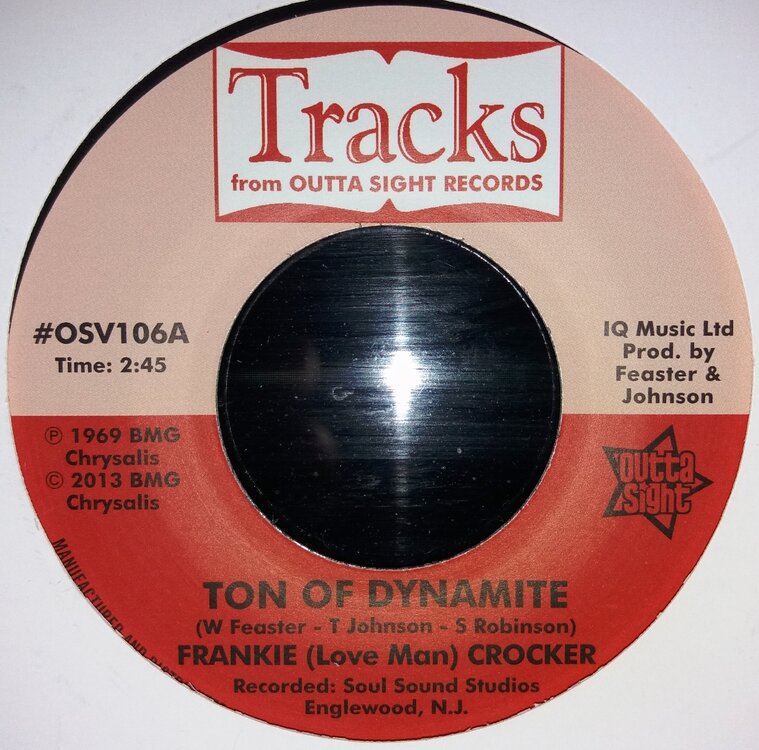 Tracks
from OUTTA SIGHT RECORDS
#OSV106A
Time: 2:45
IQ Music Ltd
Prod. by
Feaster &
Johnson
℗ 1969 BMG
Chrysalis
© 2013 BMG
Chrysalis
outta
sight
MANUFACTURED AND
TON OF DYNAMITE
(W Feaster - T Johnson - S Robinson)
FRANKIE (Love Man) CROCKER
Recorded: Soul Sound Studios
Englewood, N.J.